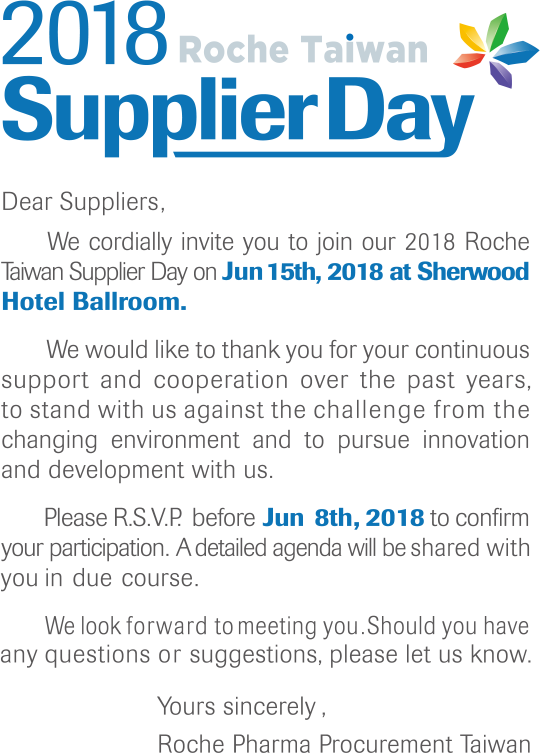 2018 Roche Taiwan
Supplier Day
Dear Suppliers,
We cordially invite you to join our 2018 Roche
Taiwan Supplier Day on Jun 15th, 2018 at Sherwood
Hotel Ballroom.
We would like to thank you for your continuous
support and cooperation over the past years,
to stand with us against the challenge from the
changing environment and to pursue innovation
and development with us.
Please R.S.V.P. before Jun 8th, 2018 to confirm
your participation. A detailed agenda will be shared with
you in due course.
We look forward to meeting you.Should you have
any questions or suggestions, please let us know.
Yours sincerely ,
Roche Pharma Procurement Taiwan